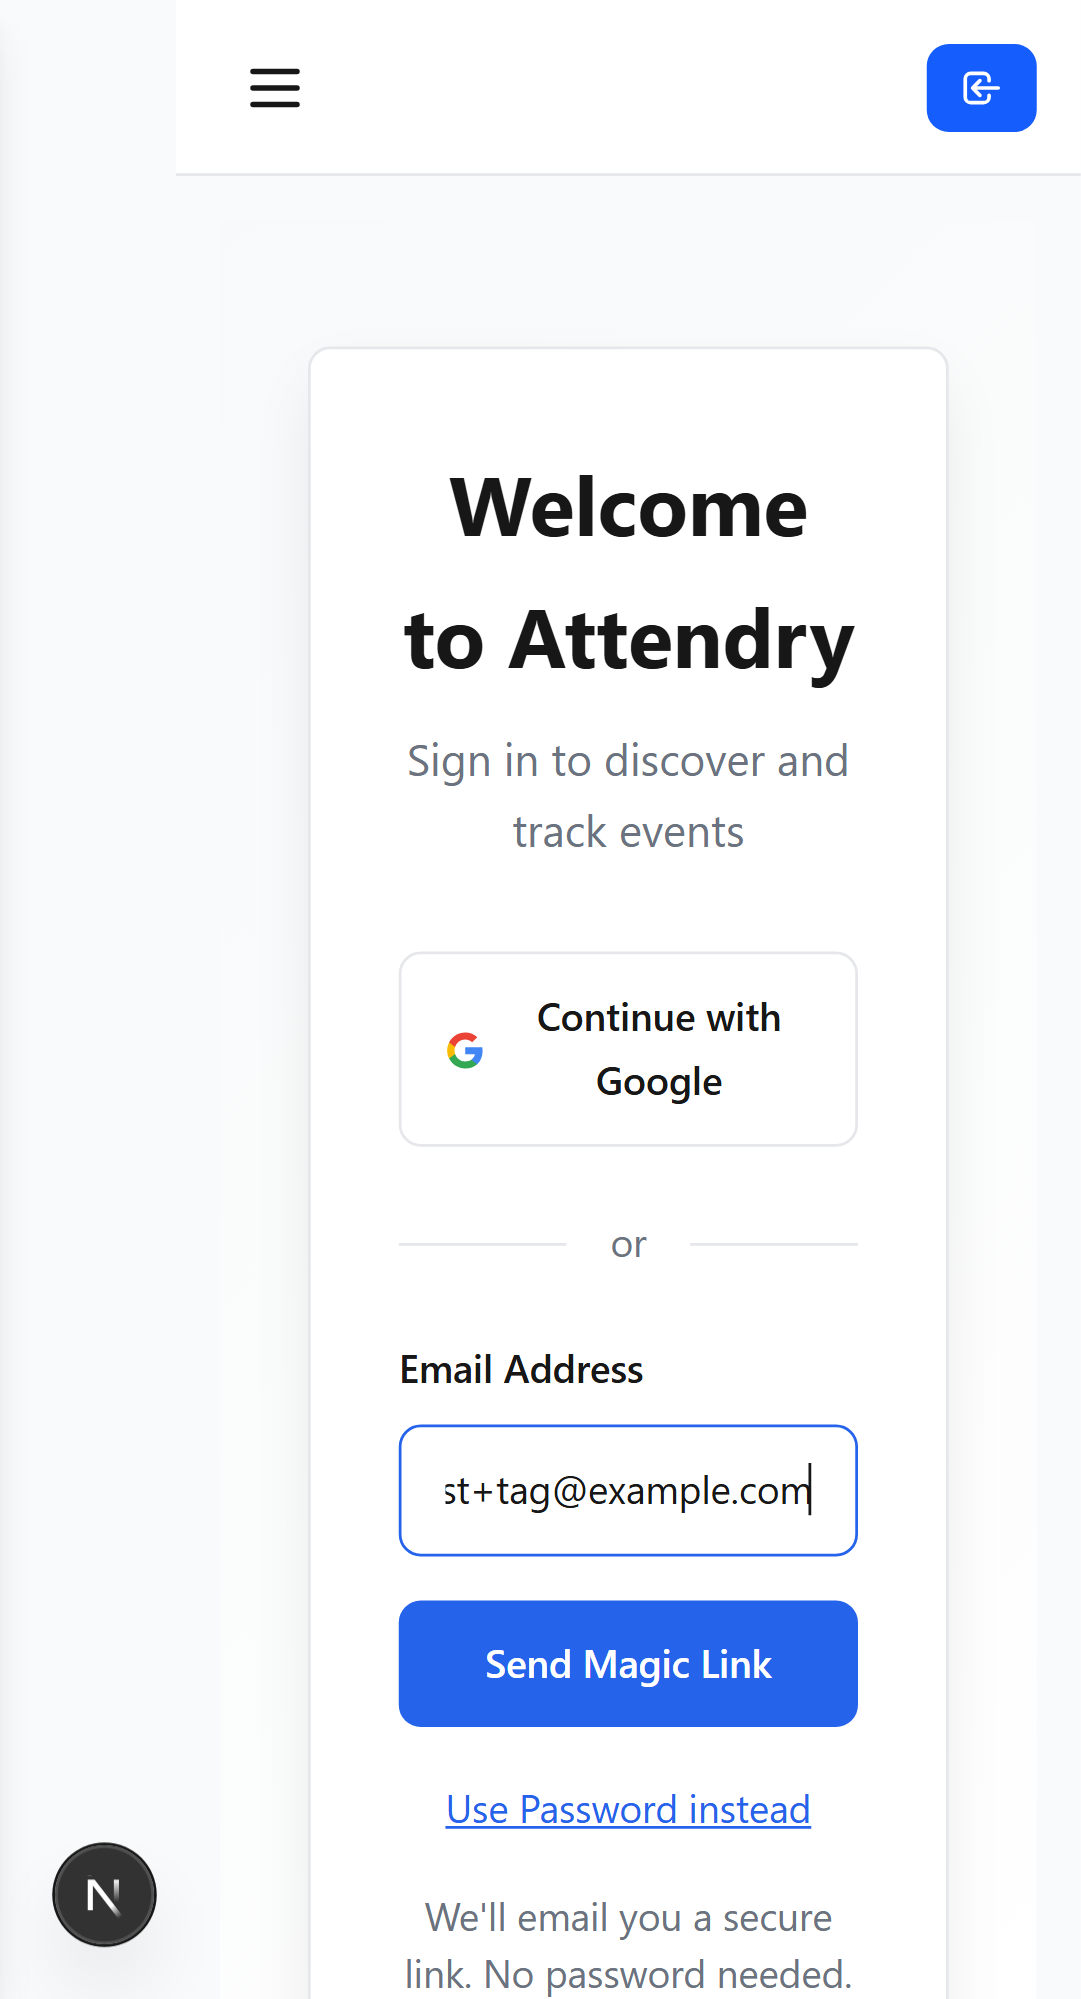 Welcome
to Attendry
Sign in to discover and
track events
Continue with
Google
or
Email Address
st+tag@example.com
Send Magic Link
Use Password instead
N
We'll email you a secure
link. No password needed.